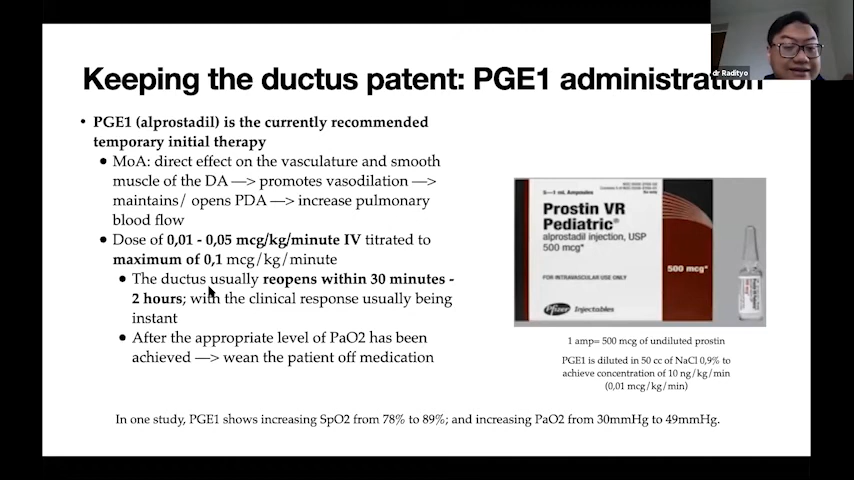 dr Radityo
Keeping the ductus patent: PGE1 administration
• PGE1 (alprostadil) is the currently recommended
temporary initial therapy
• MoA: direct effect on the vasculature and smooth
muscle of the DA —> promotes vasodilation —>
maintains/ opens PDA —> increase pulmonary
blood flow
• Dose of 0,01 - 0,05 mcg/kg/minute IV titrated to
maximum of 0,1 mcg/kg/minute
• The ductus usually reopens within 30 minutes -
2 hours; with the clinical response usually being
instant
• After the appropriate level of PaO2 has been
achieved —> wean the patient off medication
Prostin VR
Pediatric®
alprostadil injection, USP
500 mcg*
FOR INTRAVASCULAR USE ONLY
Pfizer Injectables
500 mcg*
1 amp= 500 mcg of undiluted prostin
PGE1 is diluted in 50 cc of NaCl 0,9% to
achieve concentration of 10 ng/kg/min
(0,01 mcg/kg/min)
In one study, PGE1 shows increasing SpO2 from 78% to 89%; and increasing PaO2 from 30mmHg to 49mmHg.